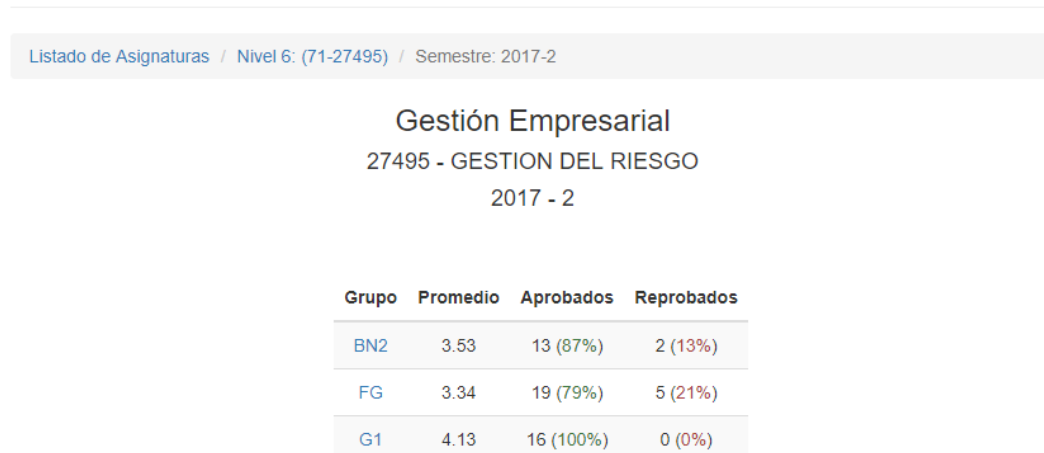 Listado de Asignaturas / Nivel 6: (71-27495) / Semestre: 2017-2
Gestión Empresarial
27495 - GESTION DEL RIESGO
2017 - 2
Grupo Promedio Aprobados Reprobados
BN2 3.53 13 (87%) 2 (13%)
FG 3.34 19 (79%) 5 (21%)
G1 4.13 16 (100%) 0 (0%)